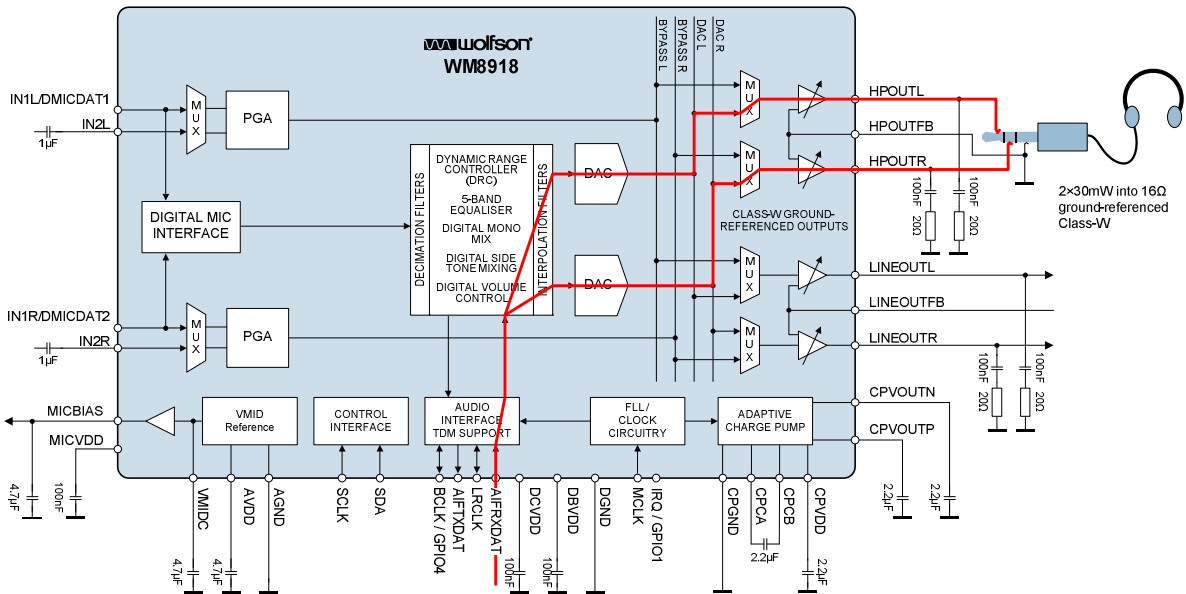 wolfson
WM8918
BYPASS L
BYPASS R
DAC L
DAC R
IN1L/DMICDAT1
IN2L
1µF
MUX
PGA
MUX
HPOUTL
HPOUTFB
MUX
HPOUTR
DYNAMIC RANGE
CONTROLLER
(DRC)
5-BAND
EQUALISER
DIGITAL MONO
MIX
DIGITAL SIDE
TONE MIXING
DIGITAL VOLUME
CONTROL
DECIMATION FILTERS
INTERPOLATION FILTERS
DAC
DAC
DIGITAL MIC
INTERFACE
CLASS-W GROUND-
REFERENCED OUTPUTS
100nF
20Ω
100nF
20Ω
2×30mW into 16Ω
ground-referenced
Class-W
MUX
LINEOUTL
LINEOUTFB
IN1R/DMICDAT2
IN2R
1µF
MUX
PGA
MUX
LINEOUTR
100nF
20Ω
100nF
20Ω
MICBIAS
MICVDD
VMID
Reference
CONTROL
INTERFACE
AUDIO
INTERFACE
TDM SUPPORT
FLL/
CLOCK
CIRCUITRY
ADAPTIVE
CHARGE PUMP
CPVOUTN
CPVOUTP
4.7µF
100nF
VMIDC
AVDD
AGND
SCLK
SDA
BCLK / GPIO4
AIFTXDAT
LRCLK
AIFRXDAT
DCVDD
DBVDD
DGND
MCLK
IRQ / GPIO1
CPGND
CPCA
CPCB
CPVDD
2.2µF
2.2µF
4.7µF
4.7µF
100nF
100nF
2.2µF
2.2µF